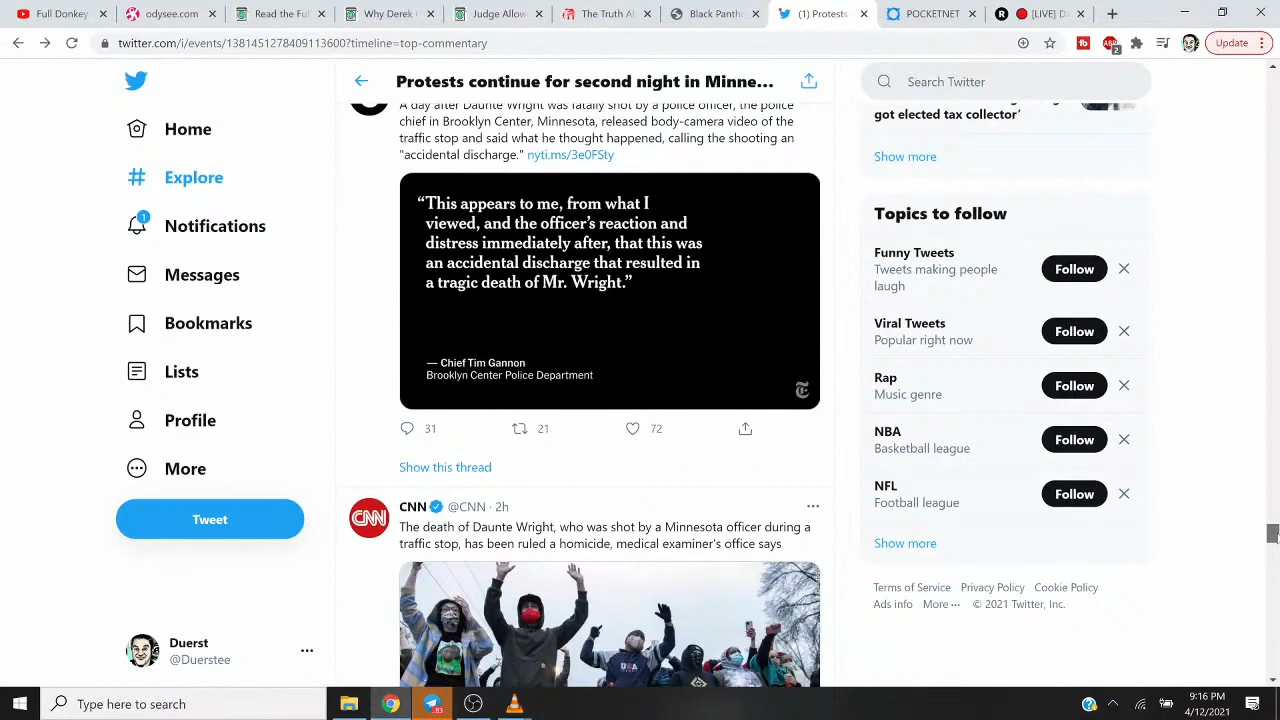 YouTube
odysee.com
Read the Full
Why Derek C
Judge Allow
The Truth Al
Black Panth
(1) Protests
POCKETNET
[LIVE] D
twitter.com/i/events/1381451278409113600?timeline=top-commentary
2
Update
Protests continue for second night in Minne...
Search Twitter
Home
Explore
1
Notifications
Messages
Bookmarks
Lists
Profile
More
Tweet
Duerst
@Duerstee
A day after Daunte Wright was fatally shot by a police officer, the police
chief in Brooklyn Center, Minnesota, released body-camera video of the
traffic stop and said what he thought happened, calling the shooting an
"accidental discharge." nyti.ms/3e0FSty
“This appears to me, from what I
viewed, and the officer’s reaction and
distress immediately after, that this was
an accidental discharge that resulted in
a tragic death of Mr. Wright.”
— Chief Tim Gannon
Brooklyn Center Police Department
31
21
72
Show this thread
CNN
CNN @CNN · 2h
The death of Daunte Wright, who was shot by a Minnesota officer during a
traffic stop, has been ruled a homicide, medical examiner's office says
USA
got elected tax collector’
Show more
Topics to follow
Funny Tweets
Tweets making people
laugh
Follow
Viral Tweets
Popular right now
Follow
Rap
Music genre
Follow
NBA
Basketball league
Follow
NFL
Football league
Follow
Show more
Terms of Service Privacy Policy Cookie Policy
Ads info More ··· © 2021 Twitter, Inc.
Type here to search
83
9:16 PM
4/12/2021